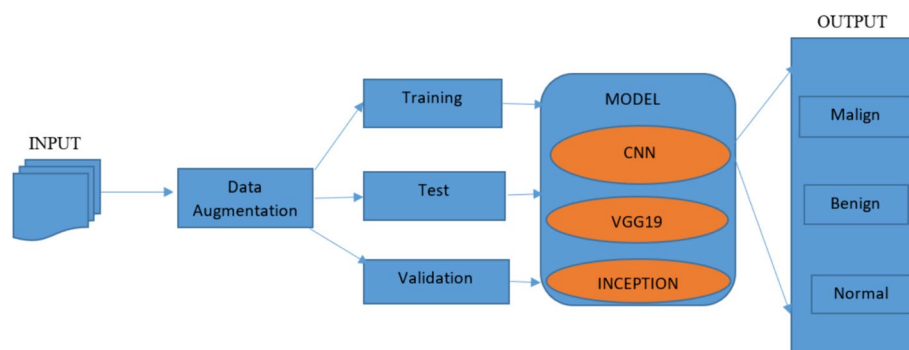 INPUT
Data
Augmentation
Training
Test
Validation
MODEL
CNN
VGG19
INCEPTION
OUTPUT
Malign
Benign
Normal